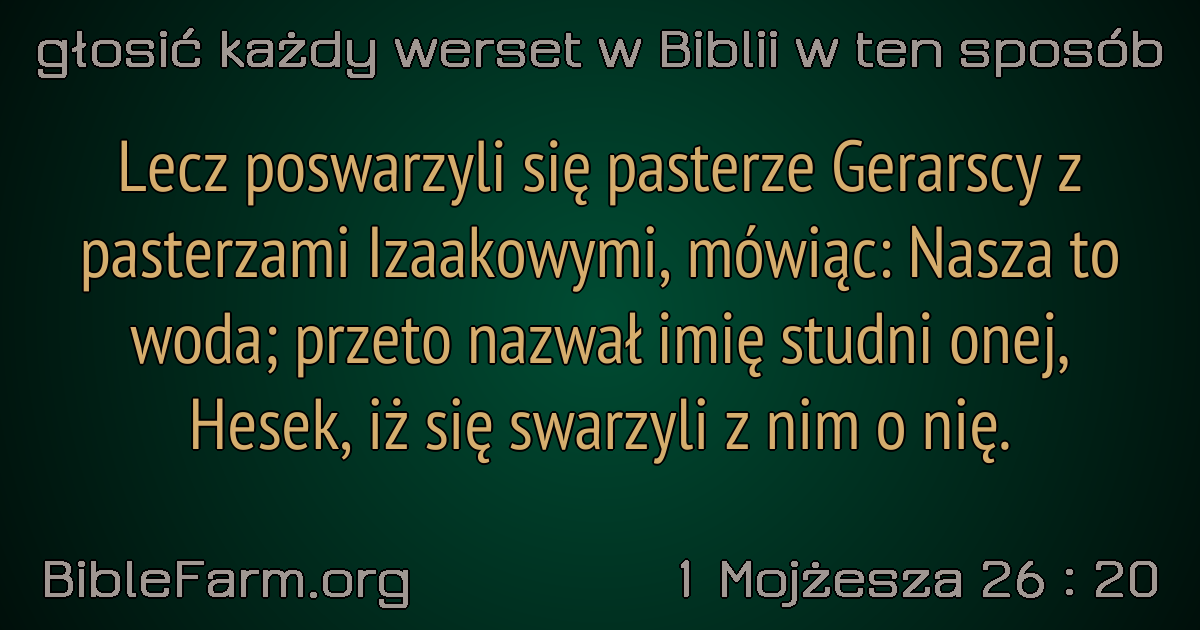 głosić każdy werset w Biblii w ten sposób
Lecz poswarzyli się pasterze Gerarscy z
pasterzami Izaakowymi, mówiąc: Nasza to
woda; przeto nazwał imię studni onej,
Hesek, iż się swarzyli z nim o nię.
BibleFarm.org
1 Mojżesza 26 : 20